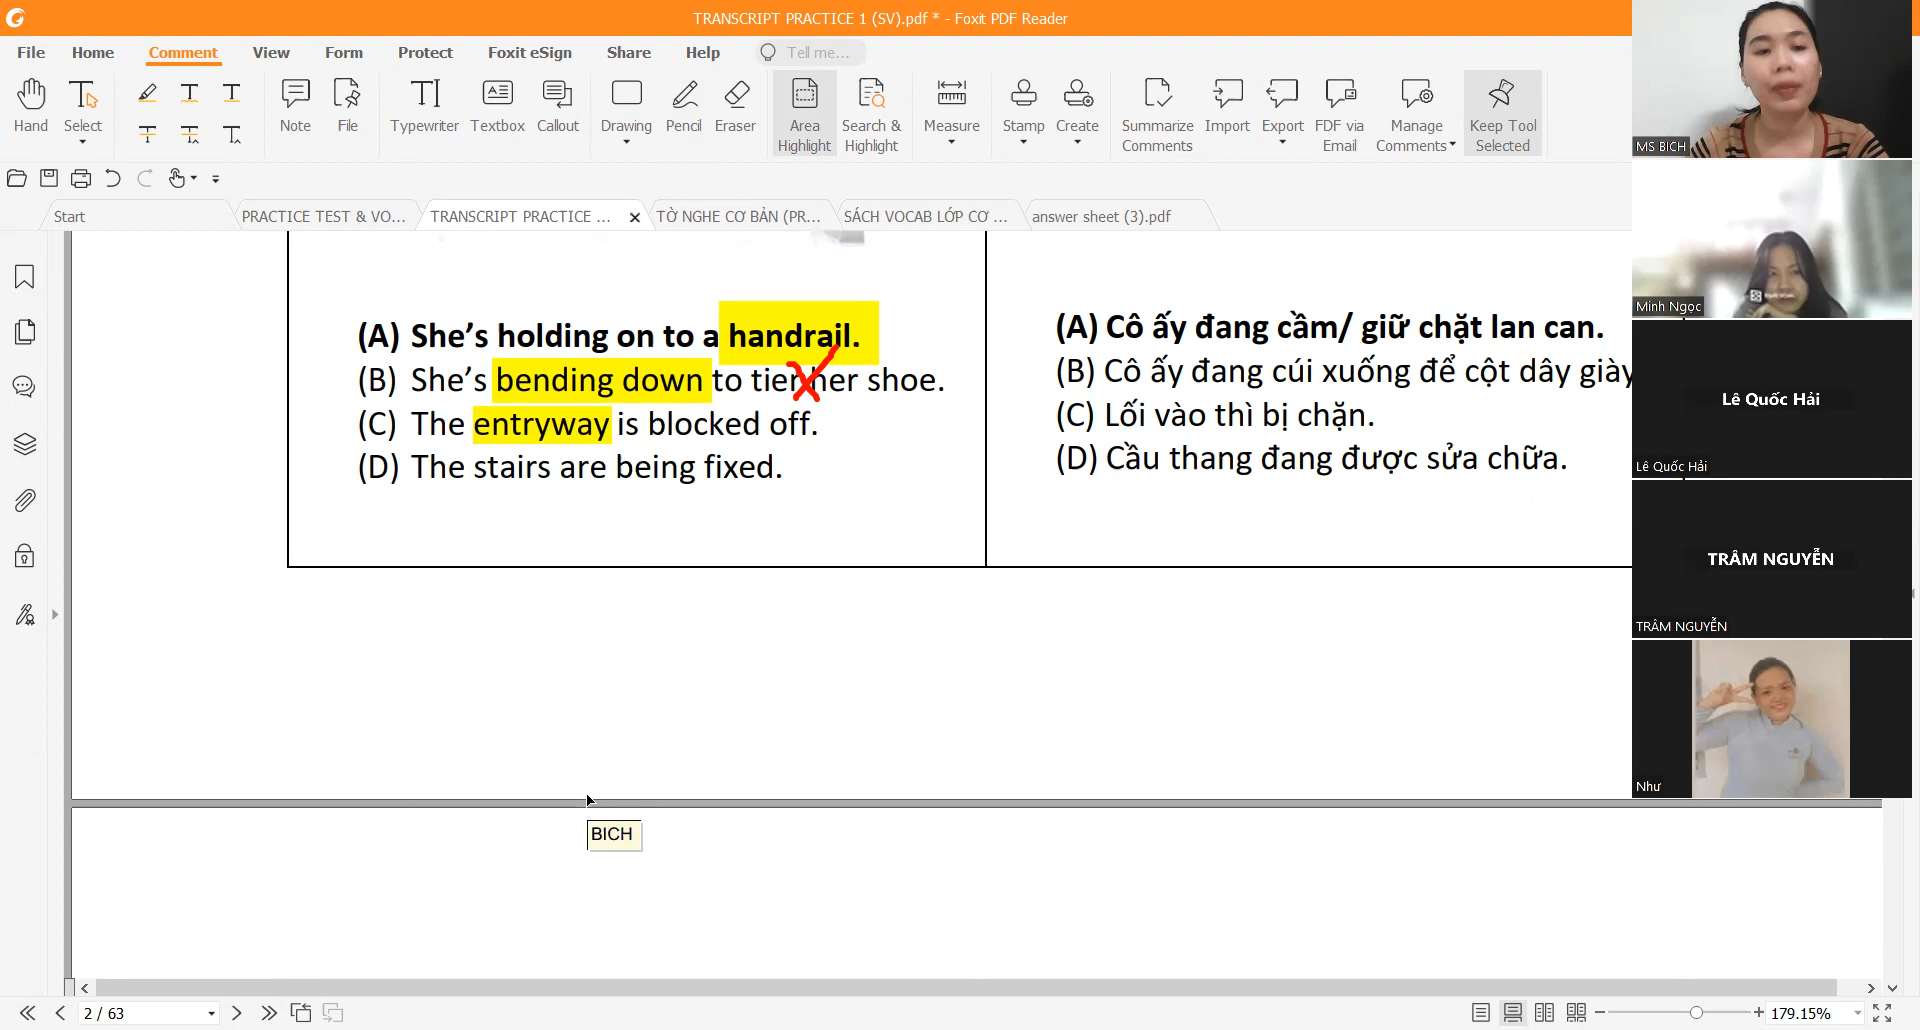 TRANSCRIPT PRACTICE 1 (SV).pdf * - Foxit PDF Reader
File Home Comment View Form Protect Foxit eSign Share Help Tell me...
Hand Select Note File Typewriter Textbox Callout Drawing Pencil Eraser Area Highlight Search & Highlight Measure Stamp Create Summarize Comments Import Export FDF via Email Manage Comments Keep Tool Selected
Start PRACTICE TEST & VO... TRANSCRIPT PRACTICE ... TỜ NGHE CƠ BẢN (PR... SÁCH VOCAB LỚP CƠ ... answer sheet (3).pdf
(A) She’s holding on to a handrail.
(B) She’s bending down to tier her shoe.
(C) The entryway is blocked off.
(D) The stairs are being fixed.
(A) Cô ấy đang cầm/ giữ chặt lan can.
(B) Cô ấy đang cúi xuống để cột dây giày
(C) Lối vào thì bị chặn.
(D) Cầu thang đang được sửa chữa.
BICH
MS BICH
Minh Ngọc
Lê Quốc Hải
Lê Quốc Hải
TRÂM NGUYỄN
TRÂM NGUYỄN
Như
2 / 63
179.15%